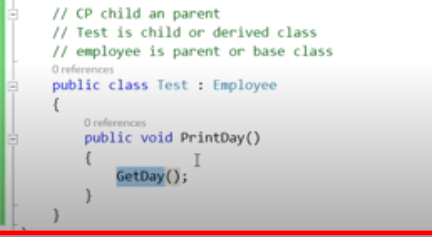 // CP child an parent
// Test is child or derived class
// employee is parent or base class
0 references
public class Test : Employee
{
0 references
public void PrintDay()
{
GetDay();
}
}